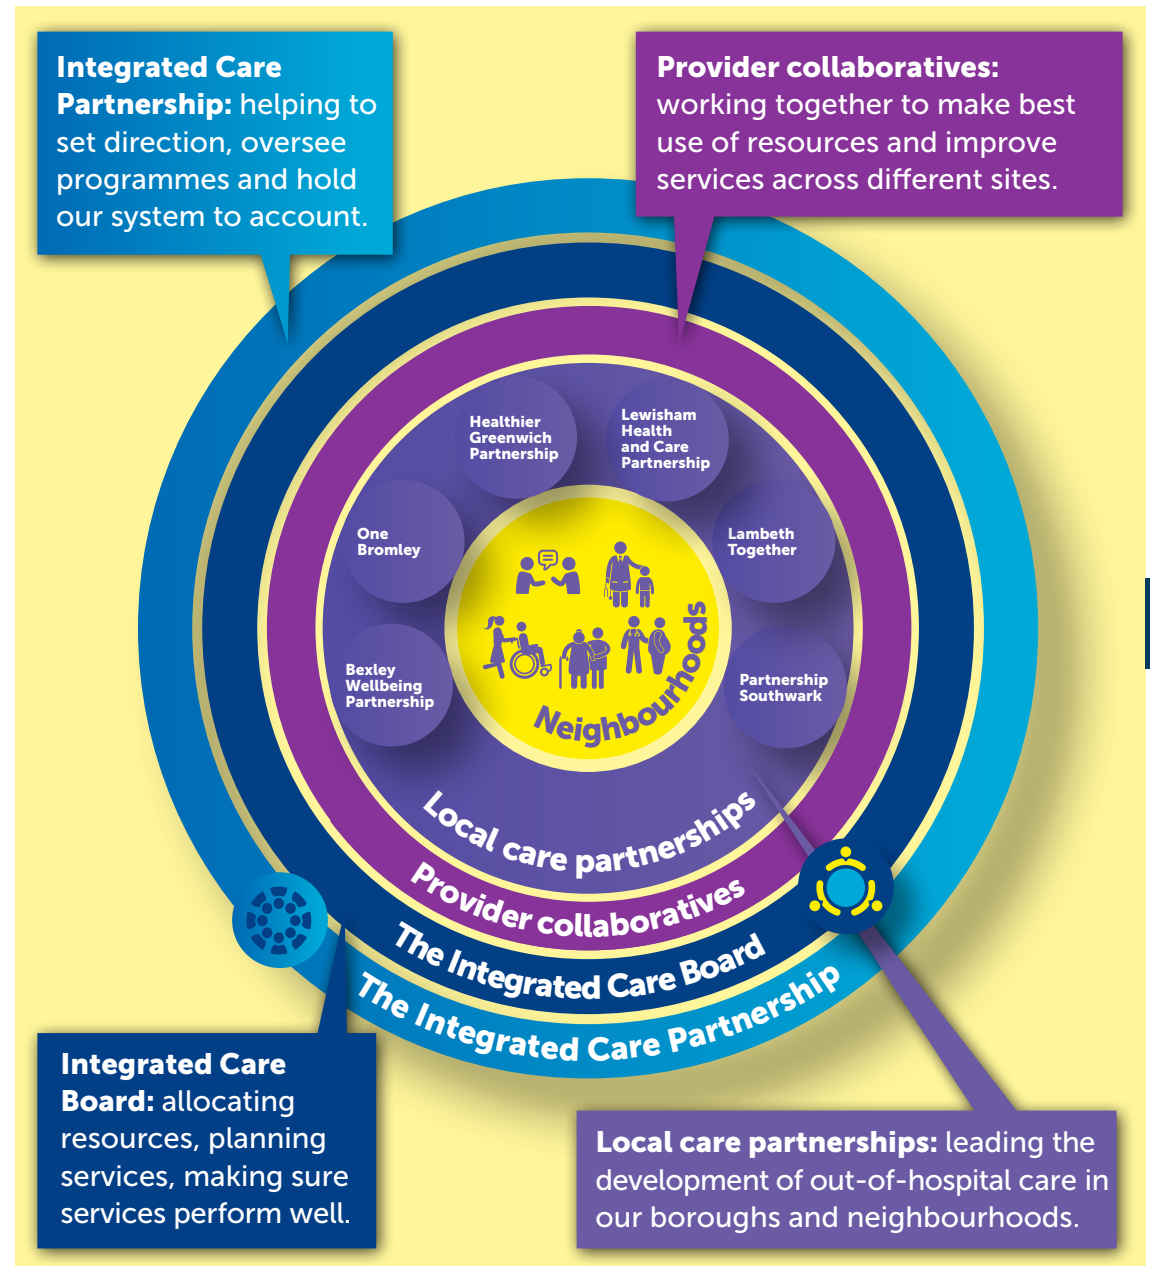 Integrated Care
Partnership: helping to
set direction, oversee
programmes and hold
our system to account.
Provider collaboratives:
working together to make best
use of resources and improve
services across different sites.
Healthier
Greenwich
Partnership
Lewisham
Health
and Care
Partnership
One
Bromley
Lambeth
Together
Bexley
Wellbeing
Partnership
Partnership
Southwark
Neighbourhoods
Local care partnerships
Provider collaboratives
The Integrated Care Board
The Integrated Care Partnership
Integrated Care
Board: allocating
resources, planning
services, making sure
services perform well.
Local care partnerships: leading the
development of out-of-hospital care in
our boroughs and neighbourhoods.